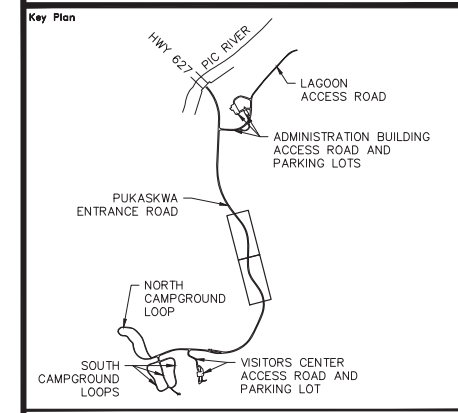 Key Plan
HWY 627
PIC RIVER
LAGOON
ACCESS ROAD
ADMINISTRATION BUILDING
ACCESS ROAD AND
PARKING LOTS
PUKASKWA
ENTRANCE ROAD
NORTH
CAMPGROUND
LOOP
SOUTH
CAMPGROUND
LOOPS
VISITORS CENTER
ACCESS ROAD AND
PARKING LOT